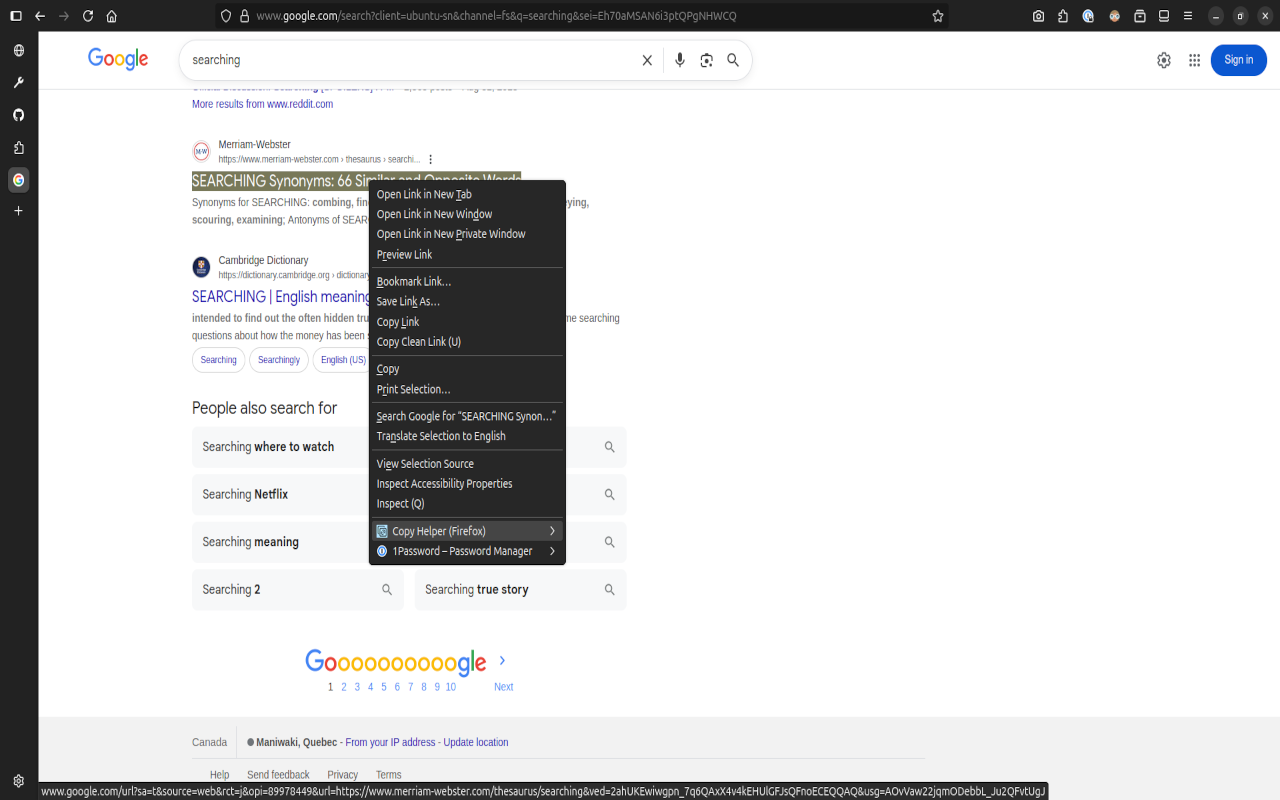 www.google.com/search?client=ubuntu-sn&channel=fs&q=searching&sei=Eh70aMSAN6i3ptQPgNHWCQ
Google
searching
Sign in
More results from www.reddit.com
M-W
Merriam-Webster
https://www.merriam-webster.com › thesaurus › searchi...
SEARCHING Synonyms: 66 Similar and Opposite Words
Synonyms for SEARCHING: combing,
scouring, examining; Antonyms of
Cambridge Dictionary
https://dictionary.cambridge.org › dictionary
SEARCHING | English meaning
intended to find out the often hidden
me searching
questions about how the money has been
Searching
Searchingly
English (US)
Open Link in New Tab
Open Link in New Window
Open Link in New Private Window
Preview Link
Bookmark Link…
Save Link As…
Copy Link
Copy Clean Link (U)
Copy
Print Selection…
Search Google for “SEARCHING Synon…”
Translate Selection to English
View Selection Source
Inspect Accessibility Properties
Inspect (Q)
Copy Helper (Firefox)
1Password – Password Manager
People also search for
Searching where to watch
Searching Netflix
Searching meaning
Searching 2
Searching true story
Goooooooooogle
1 2 3 4 5 6 7 8 9 10 Next
Canada
Maniwaki, Quebec - From your IP address - Update location
Help Send feedback Privacy Terms
www.google.com/url?sa=t&source=web&rct=j&opi=89978449&url=https://www.merriam-webster.com/thesaurus/searching&ved=2ahUKEwiwgpn_7q6QAxX4v4kEHUlGFJsQFnoECEQQAQ&usg=AOvVaw22jqmODebbL_Ju2QFvtUgJ